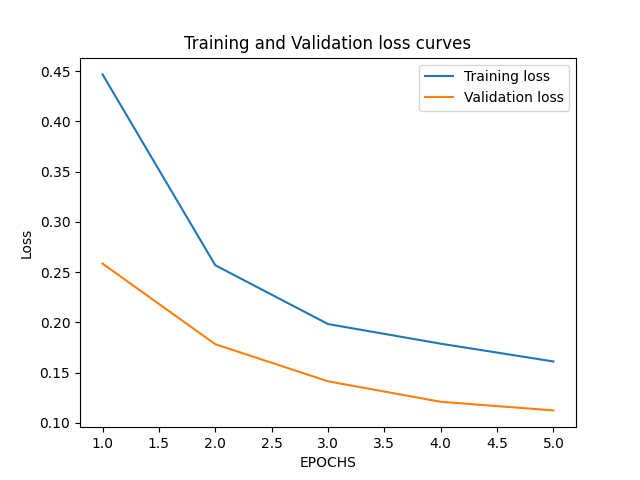 Training and Validation loss curves
Training loss
Validation loss
0.45
0.40
0.35
0.30
0.25
0.20
0.15
0.10
Loss
1.0 1.5 2.0 2.5 3.0 3.5 4.0 4.5 5.0
EPOCHS